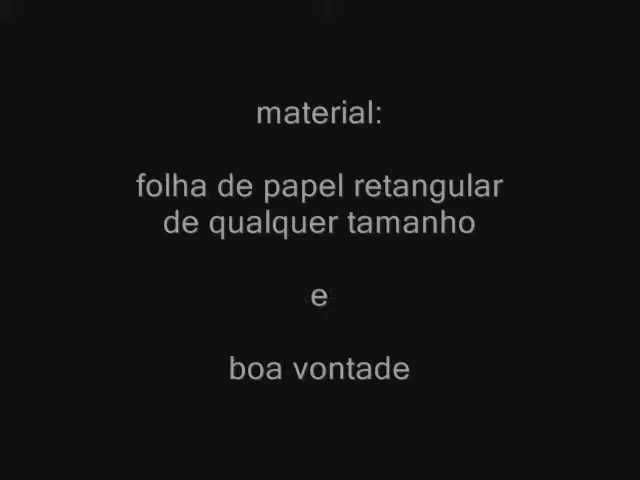 material:
folha de papel retangular
de qualquer tamanho
e
boa vontade